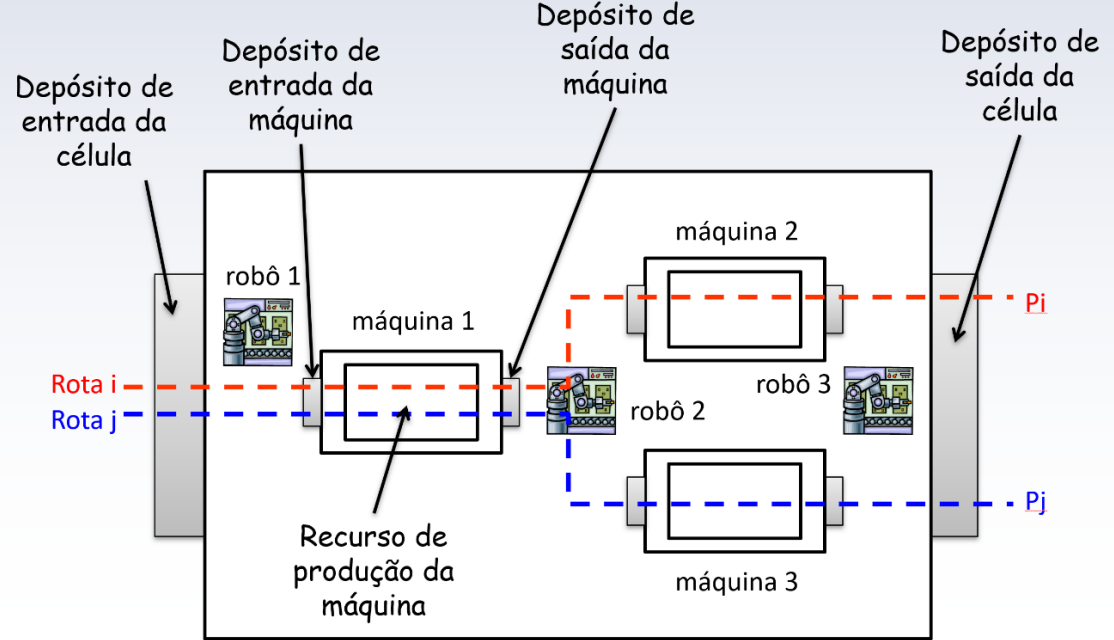 Depósito de
entrada da
célula
Depósito de
entrada da
máquina
Depósito de
saída da
máquina
Depósito de
saída da
célula
robô 1
máquina 1
máquina 2
Pi
Rota i
Rota j
robô 2
robô 3
Pj
Recurso de
produção da
máquina
máquina 3